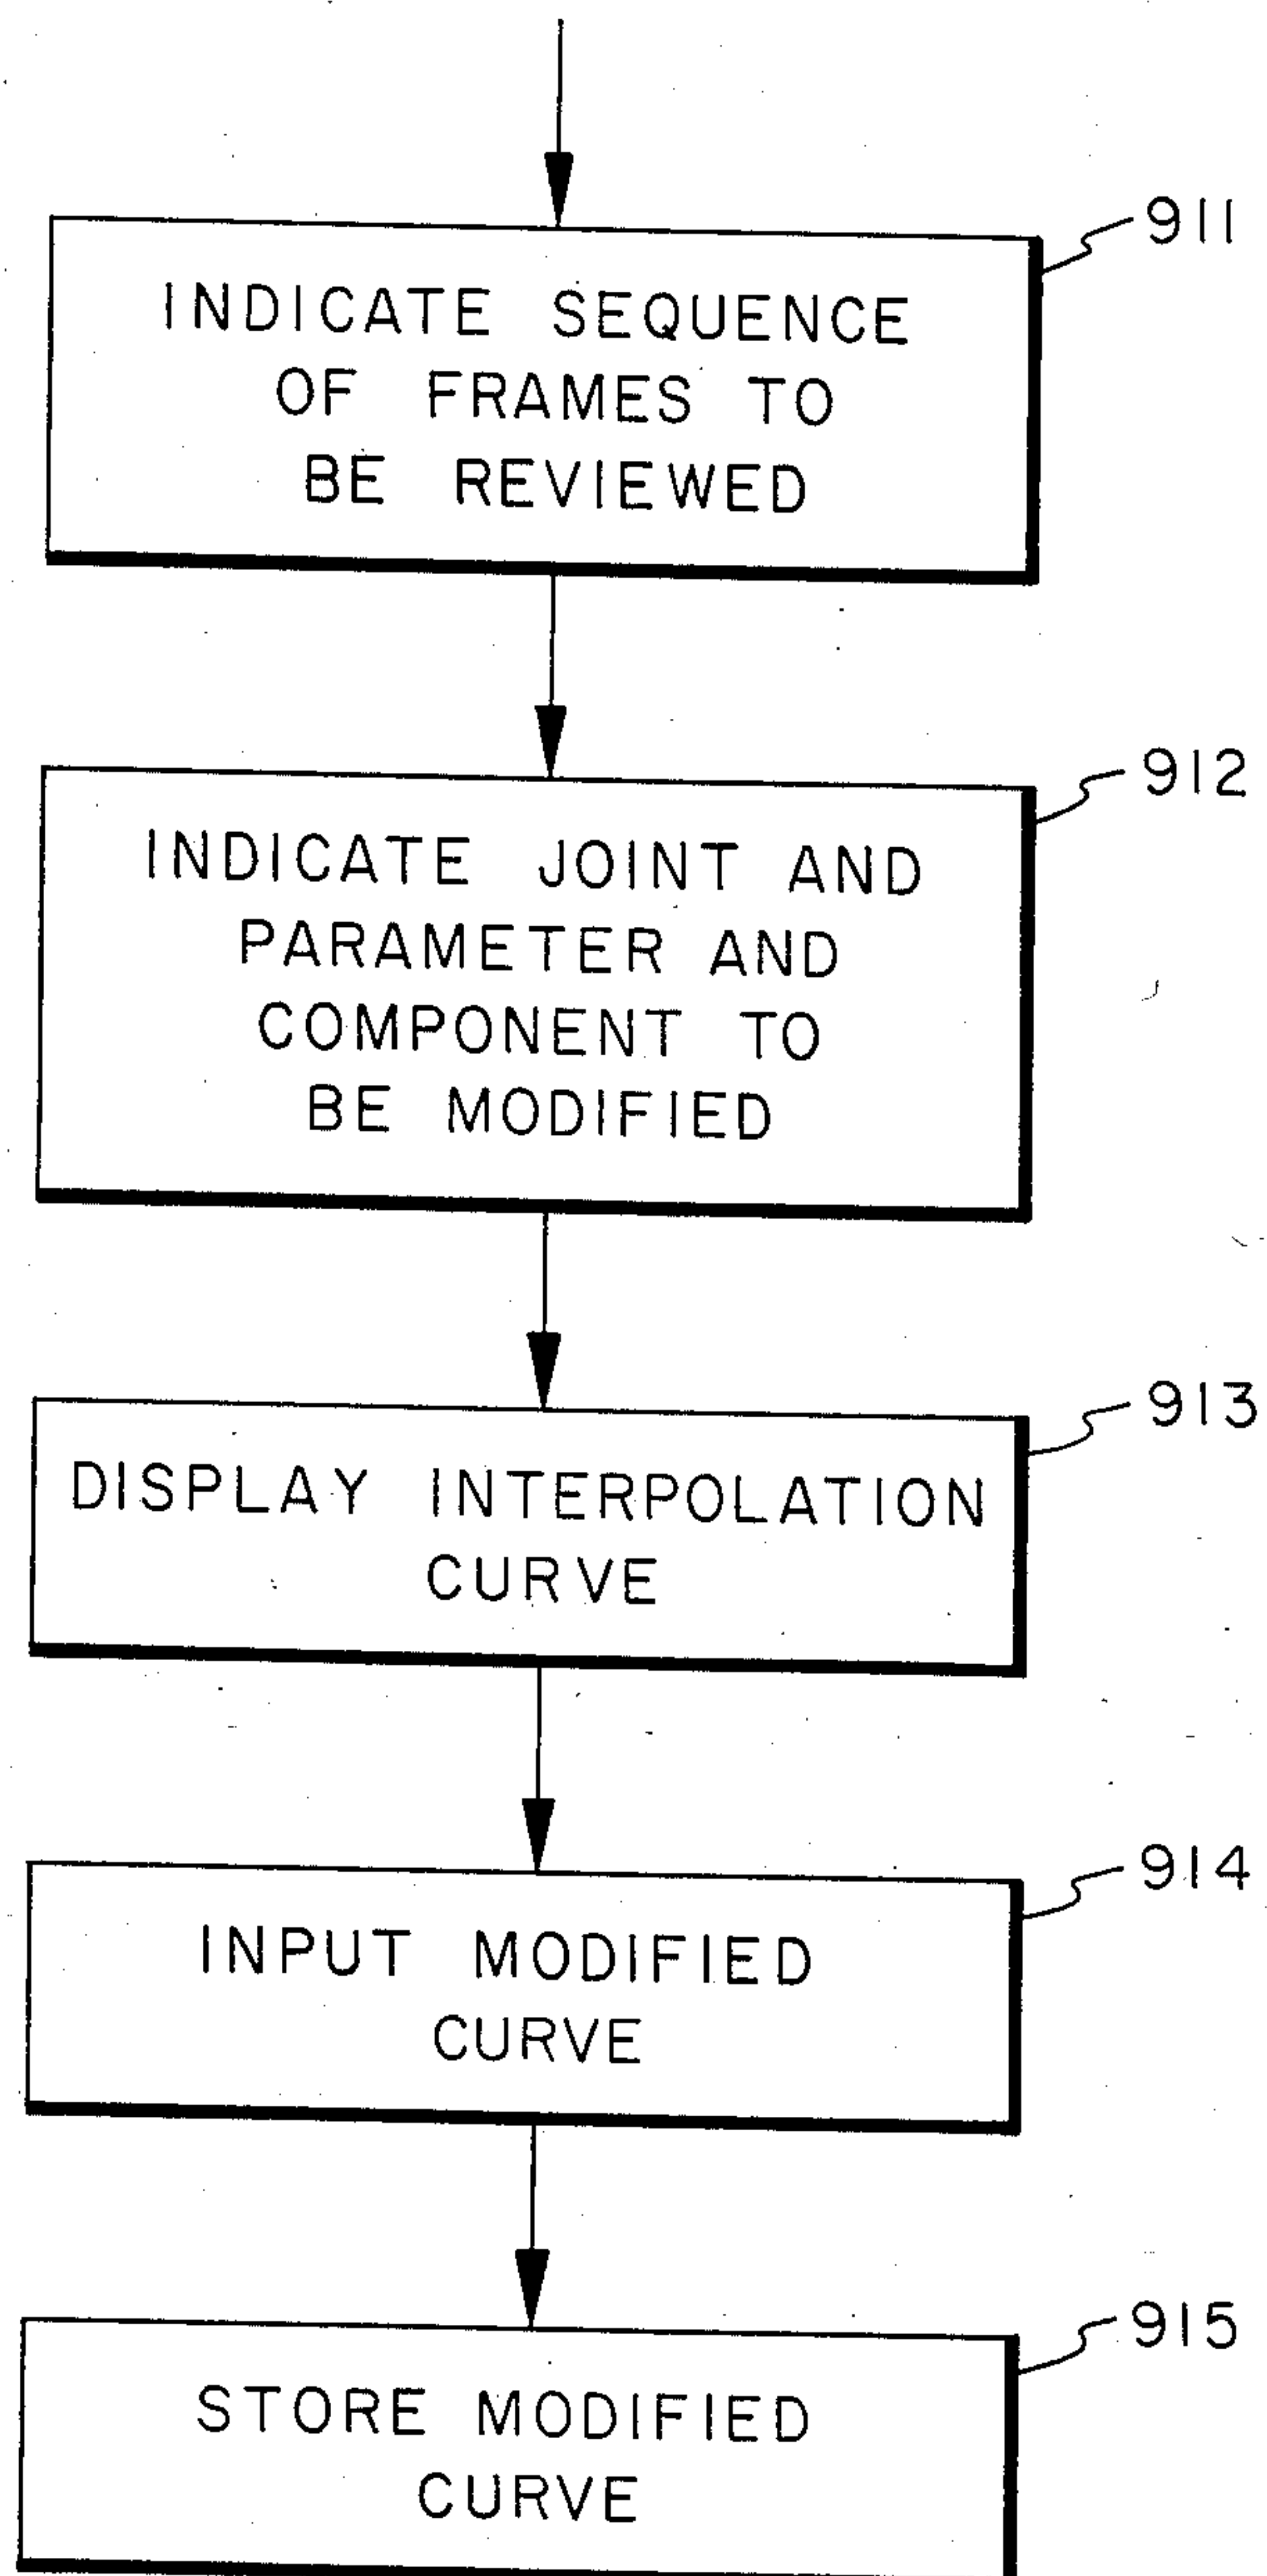 911
INDICATE SEQUENCE
OF FRAMES TO
BE REVIEWED
912
INDICATE JOINT AND
PARAMETER AND
COMPONENT TO
BE MODIFIED
913
DISPLAY INTERPOLATION
CURVE
914
INPUT MODIFIED
CURVE
915
STORE MODIFIED
CURVE